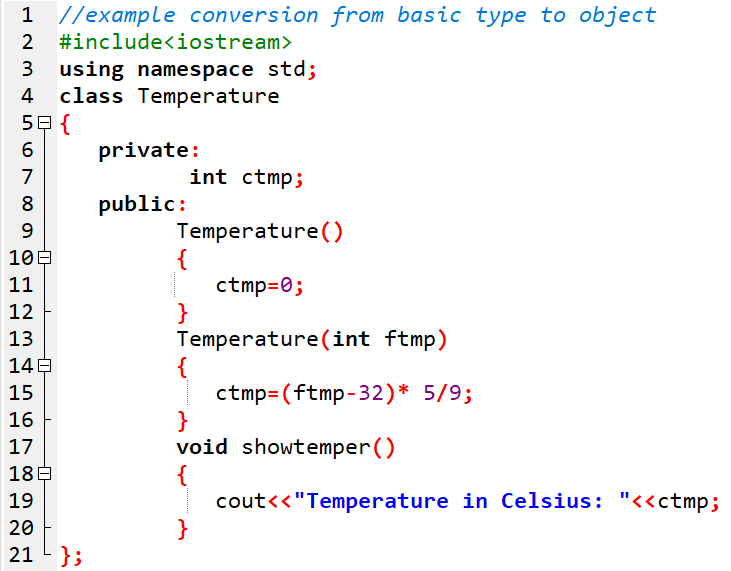 1 //example conversion from basic type to object
2 #include<iostream>
3 using namespace std;
4 class Temperature
5 {
6 private:
7 int ctmp;
8 public:
9 Temperature()
10 {
11 ctmp=0;
12 }
13 Temperature(int ftmp)
14 {
15 ctmp=(ftmp-32)* 5/9;
16 }
17 void showtemper()
18 {
19 cout<<"Temperature in Celsius: "<<ctmp;
20 }
21 };